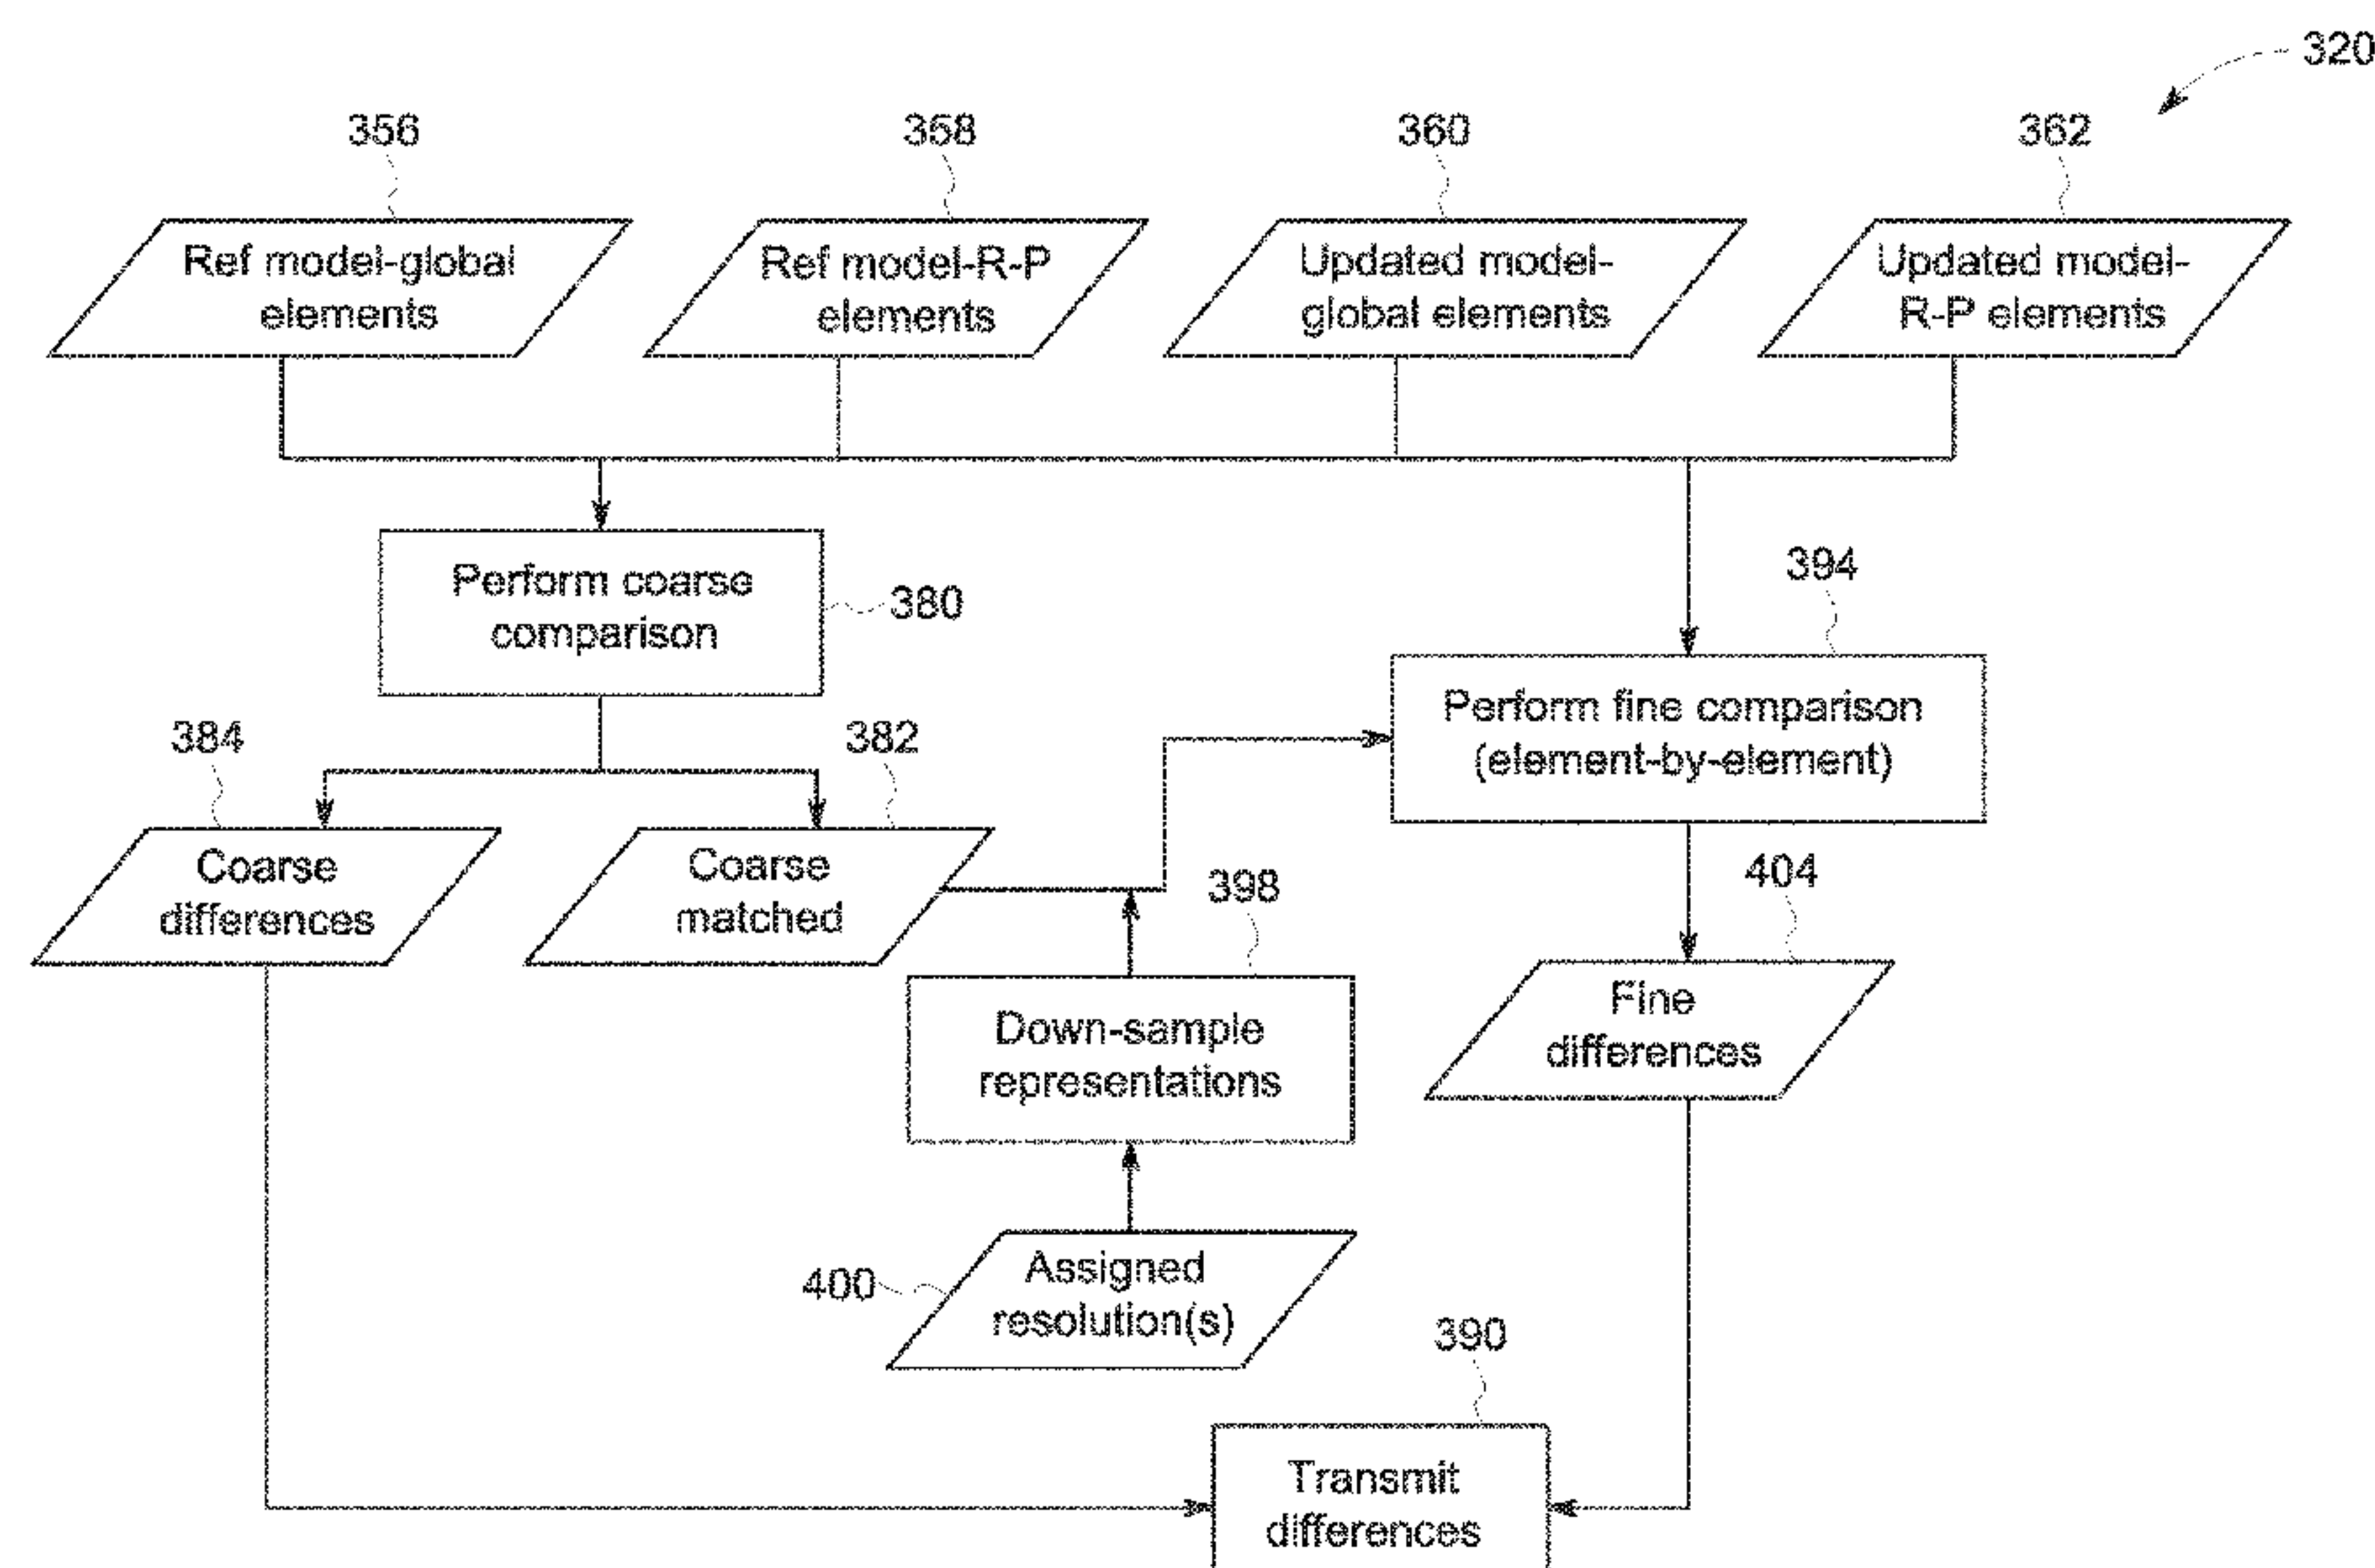 320
356
358
360
362
Ref model-global
elements
Ref model-R-P
elements
Updated model-
global elements
Updated model-
R-P elements
Perform coarse
comparison
380
394
Perform fine comparison
(element-by-element)
384
382
Coarse
differences
Coarse
matched
398
404
Down-sample
representations
Fine
differences
400
Assigned
resolution(s)
390
Transmit
differences